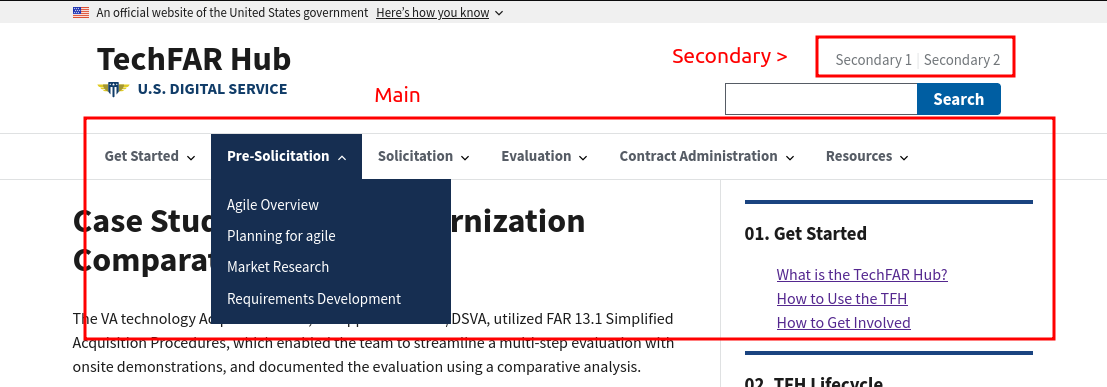 An official website of the United States government Here's how you know
TechFAR Hub
U.S. DIGITAL SERVICE
Secondary >
Secondary 1 | Secondary 2
Main
Search
Get Started
Pre-Solicitation
Solicitation
Evaluation
Contract Administration
Resources
Agile Overview
Planning for agile
Market Research
Requirements Development
Case Stud
rnization
Compara
The VA technology Ac
DSVA, utilized FAR 13.1 Simplified
Acquisition Procedures, which enabled the team to streamline a multi-step evaluation with
onsite demonstrations, and documented the evaluation using a comparative analysis.
01. Get Started
What is the TechFAR Hub?
How to Use the TFH
How to Get Involved
02. TFH Lifecycle